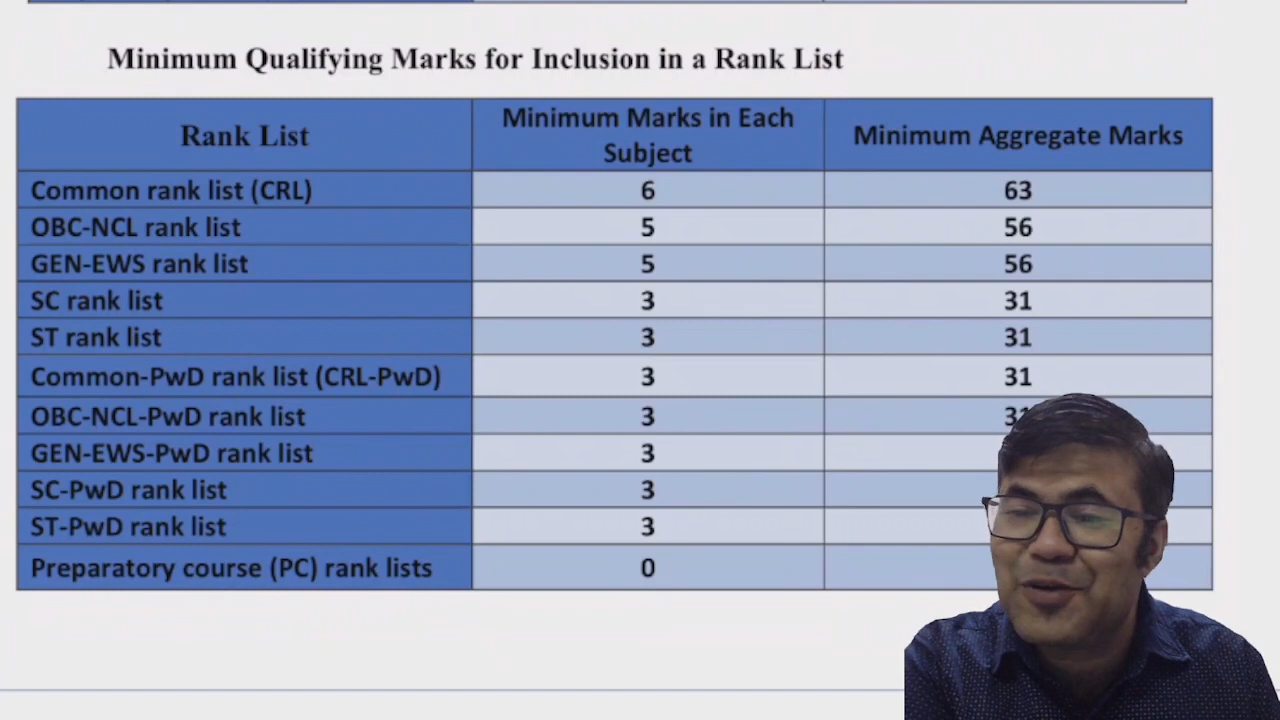 Minimum Qualifying Marks for Inclusion in a Rank List
Rank List Minimum Marks in Each Subject Minimum Aggregate Marks
Common rank list (CRL) 6 63
OBC-NCL rank list 5 56
GEN-EWS rank list 5 56
SC rank list 3 31
ST rank list 3 31
Common-PwD rank list (CRL-PwD) 3 31
OBC-NCL-PwD rank list 3
GEN-EWS-PwD rank list 3
SC-PwD rank list 3
ST-PwD rank list 3
Preparatory course (PC) rank lists 0